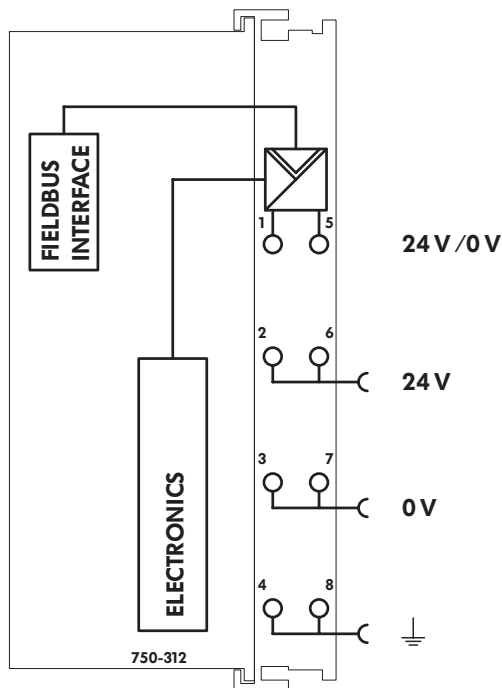 FIELDBUS
INTERFACE
1
5
24 V /0 V
2
6
24 V
ELECTRONICS
3
7
0 V
4
8
750-312